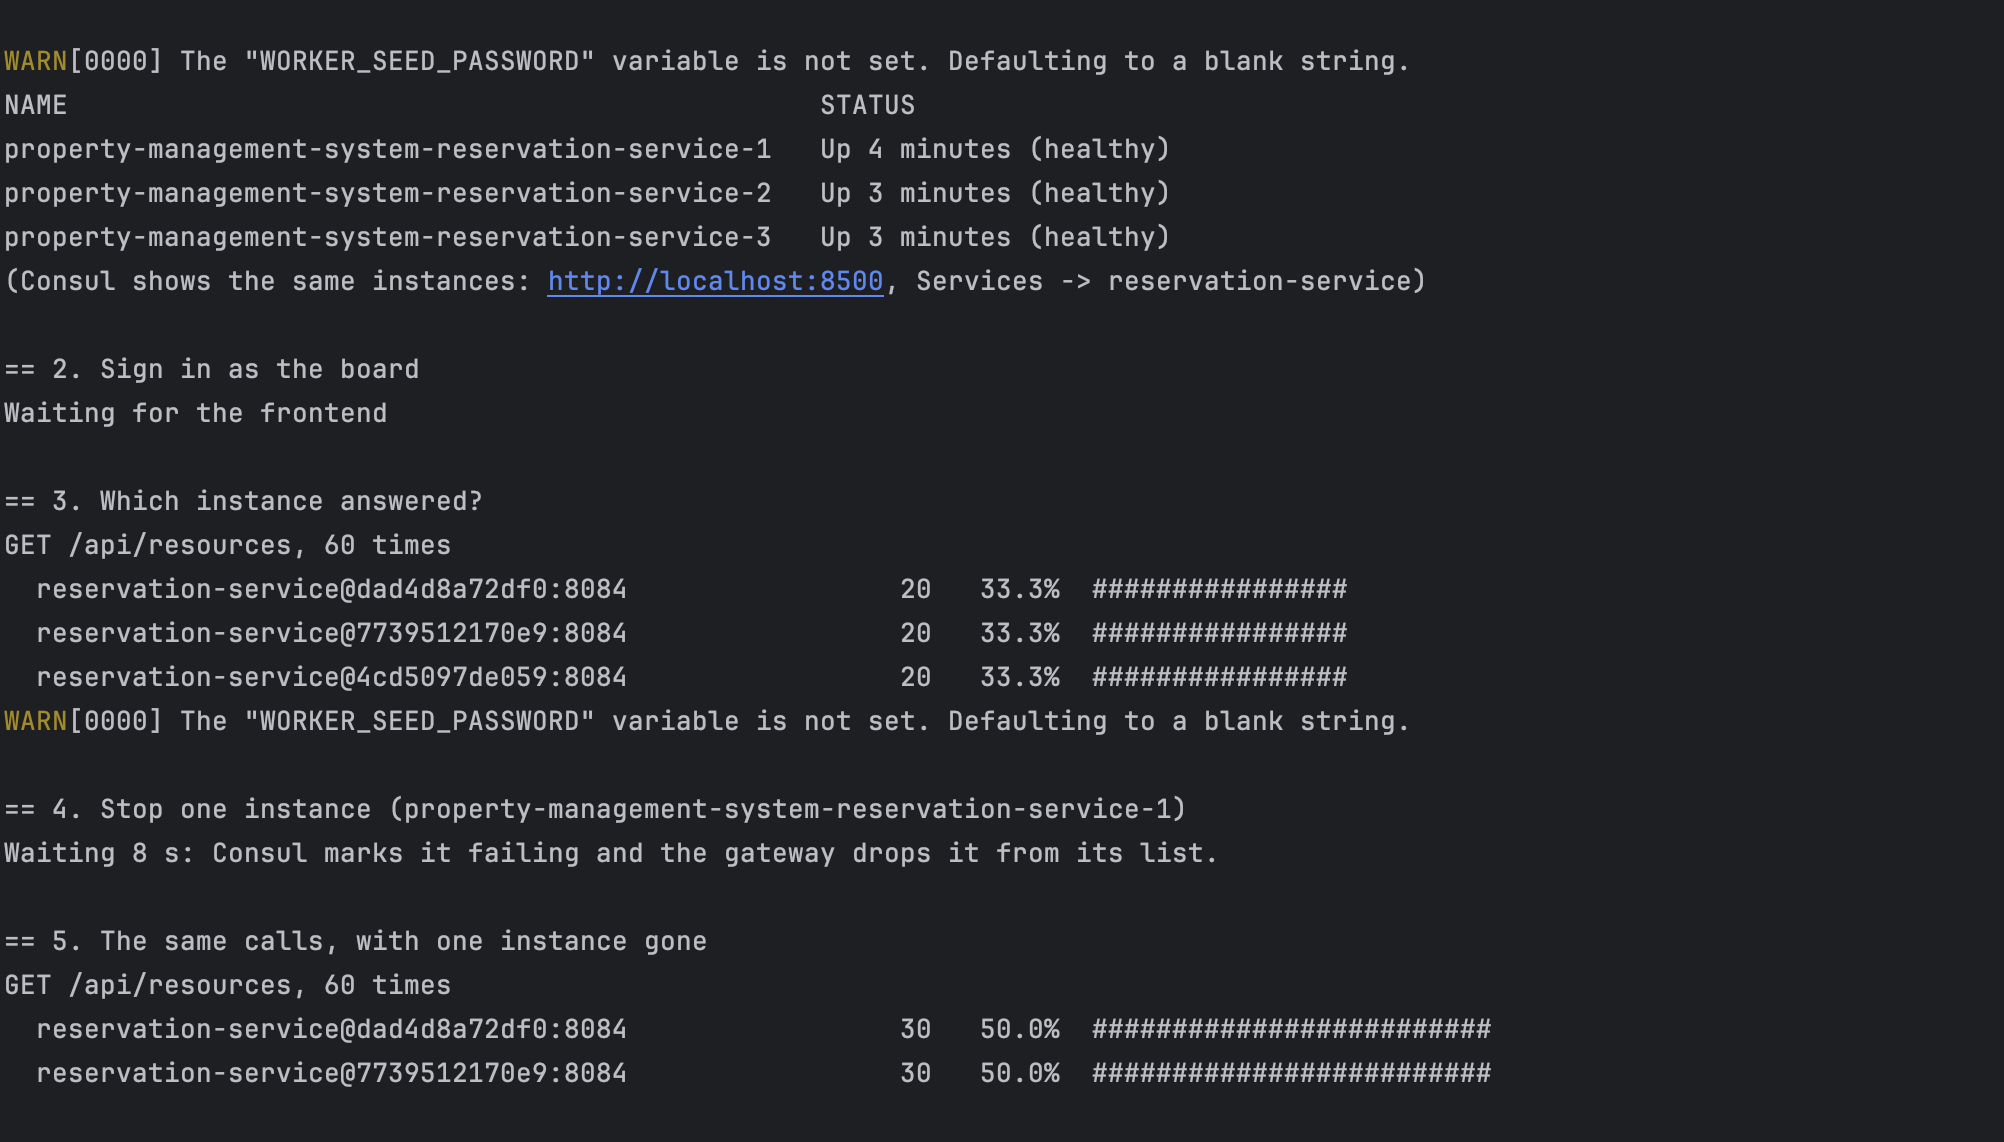 WARN[0000] The "WORKER_SEED_PASSWORD" variable is not set. Defaulting to a blank string.
NAME                                               STATUS
property-management-system-reservation-service-1   Up 4 minutes (healthy)
property-management-system-reservation-service-2   Up 3 minutes (healthy)
property-management-system-reservation-service-3   Up 3 minutes (healthy)
(Consul shows the same instances: http://localhost:8500, Services -> reservation-service)

== 2. Sign in as the board
Waiting for the frontend

== 3. Which instance answered?
GET /api/resources, 60 times
  reservation-service@dad4d8a72df0:8084                 20   33.3%  ################
  reservation-service@7739512170e9:8084                 20   33.3%  ################
  reservation-service@4cd5097de059:8084                 20   33.3%  ################
WARN[0000] The "WORKER_SEED_PASSWORD" variable is not set. Defaulting to a blank string.

== 4. Stop one instance (property-management-system-reservation-service-1)
Waiting 8 s: Consul marks it failing and the gateway drops it from its list.

== 5. The same calls, with one instance gone
GET /api/resources, 60 times
  reservation-service@dad4d8a72df0:8084                 30   50.0%  #########################
  reservation-service@7739512170e9:8084                 30   50.0%  #########################